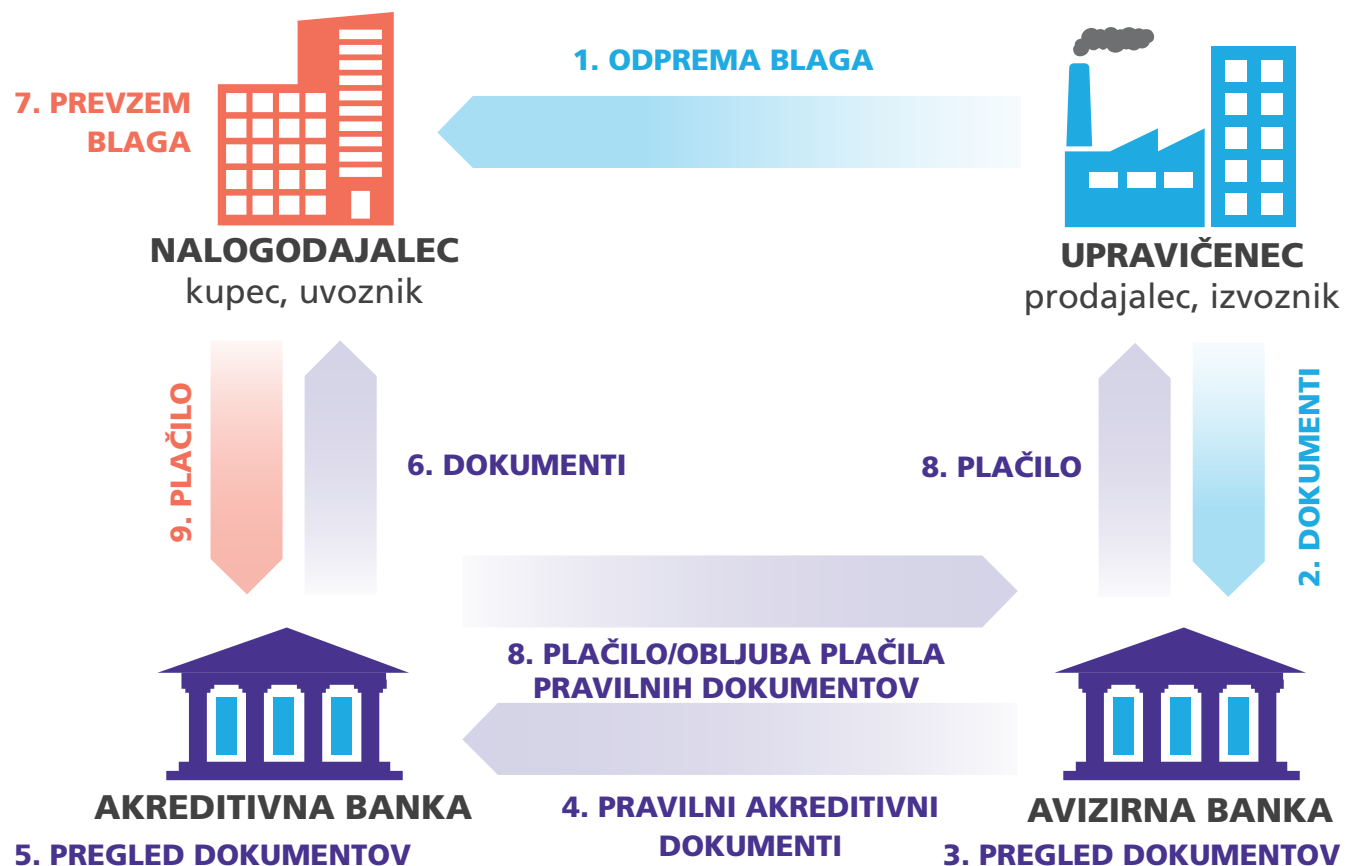 1. ODPREMA BLAGA
7. PREVZEM
BLAGA
NALOGODAJALEC
kupec, uvoznik
UPRAVIČENEC
prodajalec, izvoznik
9. PLAČILO
6. DOKUMENTI
8. PLAČILO
2. DOKUMENTI
8. PLAČILO/OBLJUBA PLAČILA
PRAVILNIH DOKUMENTOV
AKREDITIVNA BANKA
5. PREGLED DOKUMENTOV
4. PRAVILNI AKREDITIVNI
DOKUMENTI
AVIZIRNA BANKA
3. PREGLED DOKUMENTOV